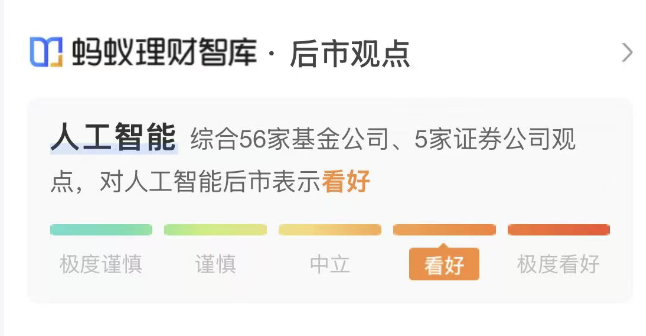 蚂蚁理财智库 · 后市观点
人工智能 综合56家基金公司、5家证券公司观
点，对人工智能后市表示看好
极度谨慎 谨慎 中立 看好 极度看好